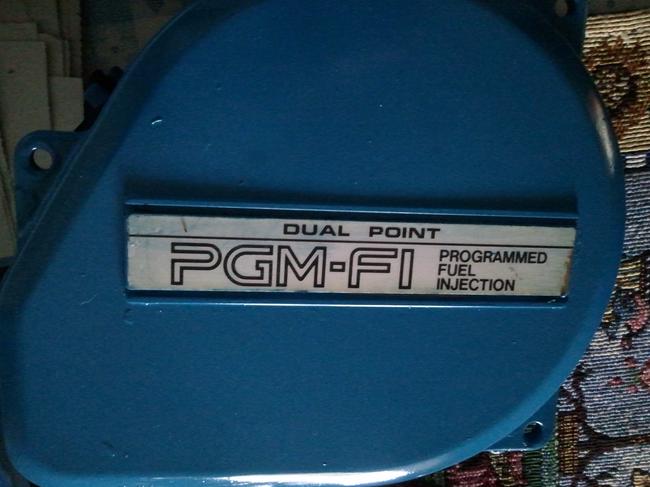 DUAL POINT
PGM-FI
PROGRAMMED
FUEL
INJECTION